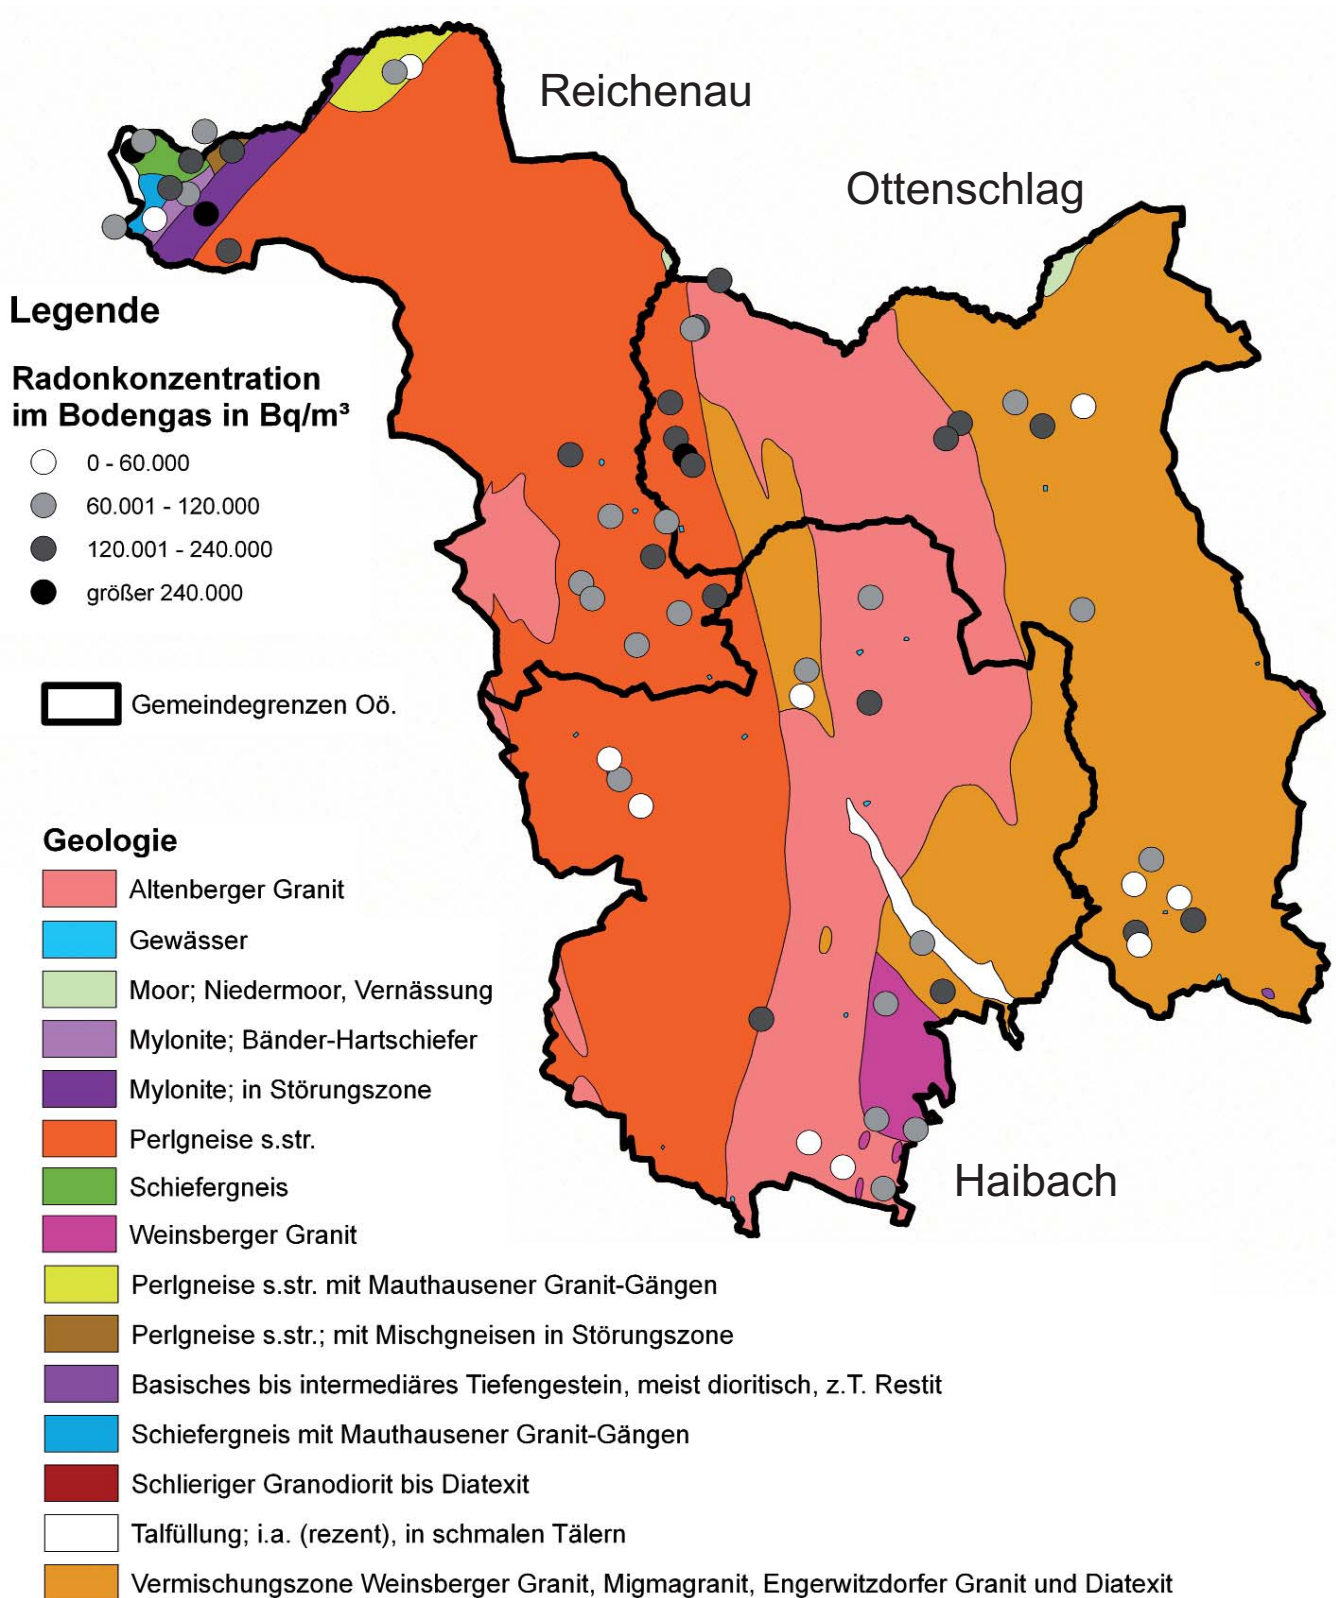 Reichenau
Ottenschlag
Legende
Radonkonzentration
im Bodengas in Bq/m³
0 - 60.000
60.001 - 120.000
120.001 - 240.000
größer 240.000
Gemeindegrenzen Oö.
Geologie
Altenberger Granit
Gewässer
Moor; Niedermoor, Vernässung
Mylonite; Bänder-Hartschiefer
Mylonite; in Störungszone
Perlgneise s.str.
Schiefergneis
Haibach
Weinsberger Granit
Perlgneise s.str. mit Mauthausener Granit-Gängen
Perlgneise s.str.; mit Mischgneisen in Störungszone
Basisches bis intermediäres Tiefengestein, meist dioritisch, z.T. Restit
Schiefergneis mit Mauthausener Granit-Gängen
Schlieriger Granodiorit bis Diatexit
Talfüllung; i.a. (rezent), in schmalen Tälern
Vermischungszone Weinsberger Granit, Migmagranit, Engerwitzdorfer Granit und Diatexit